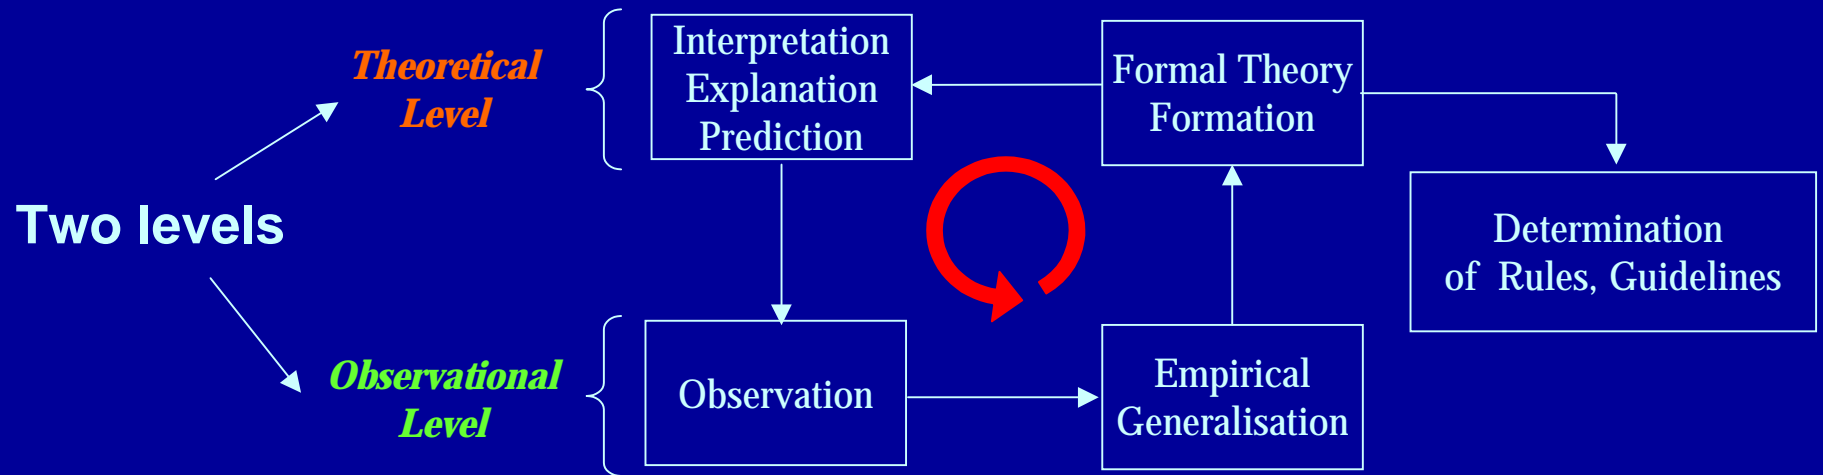 Two levels
Theoretical
Level
Interpretation
Explanation
Prediction
Formal Theory
Formation
Determination
of Rules, Guidelines
Observational
Level
Observation
Empirical
Generalisation